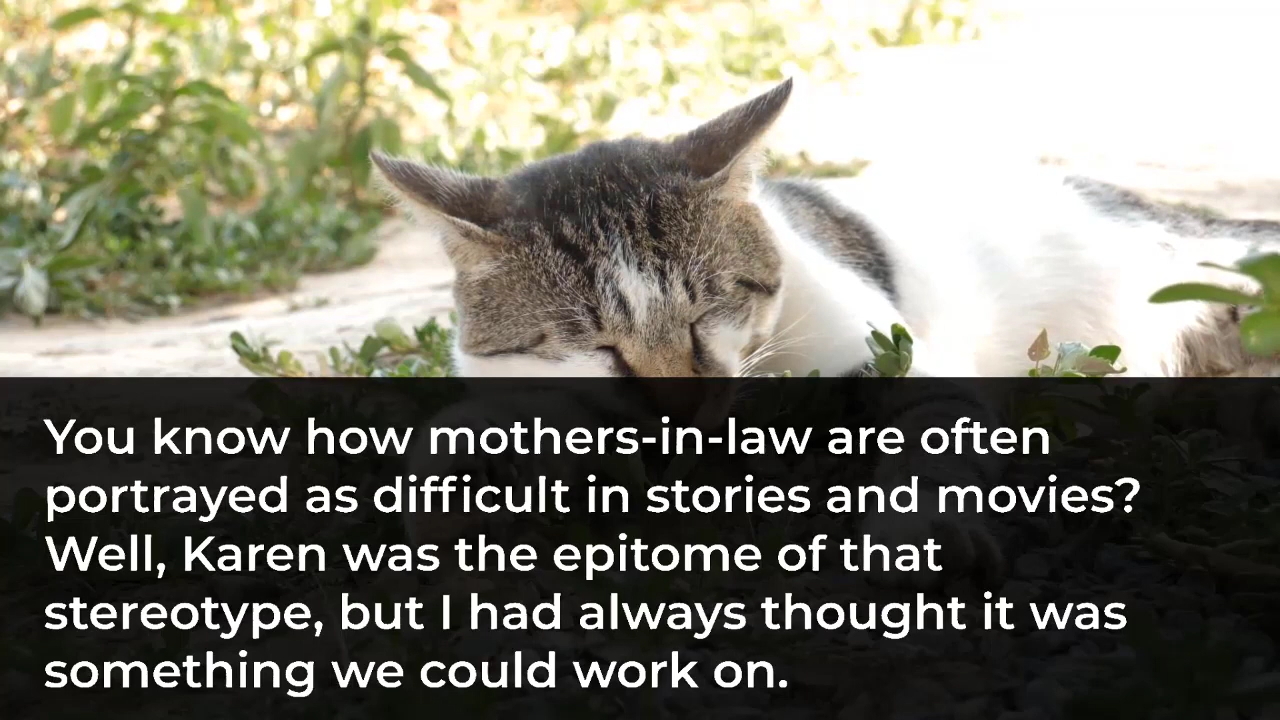 You know how mothers-in-law are often
portrayed as difficult in stories and movies?
Well, Karen was the epitome of that
stereotype, but I had always thought it was
something we could work on.